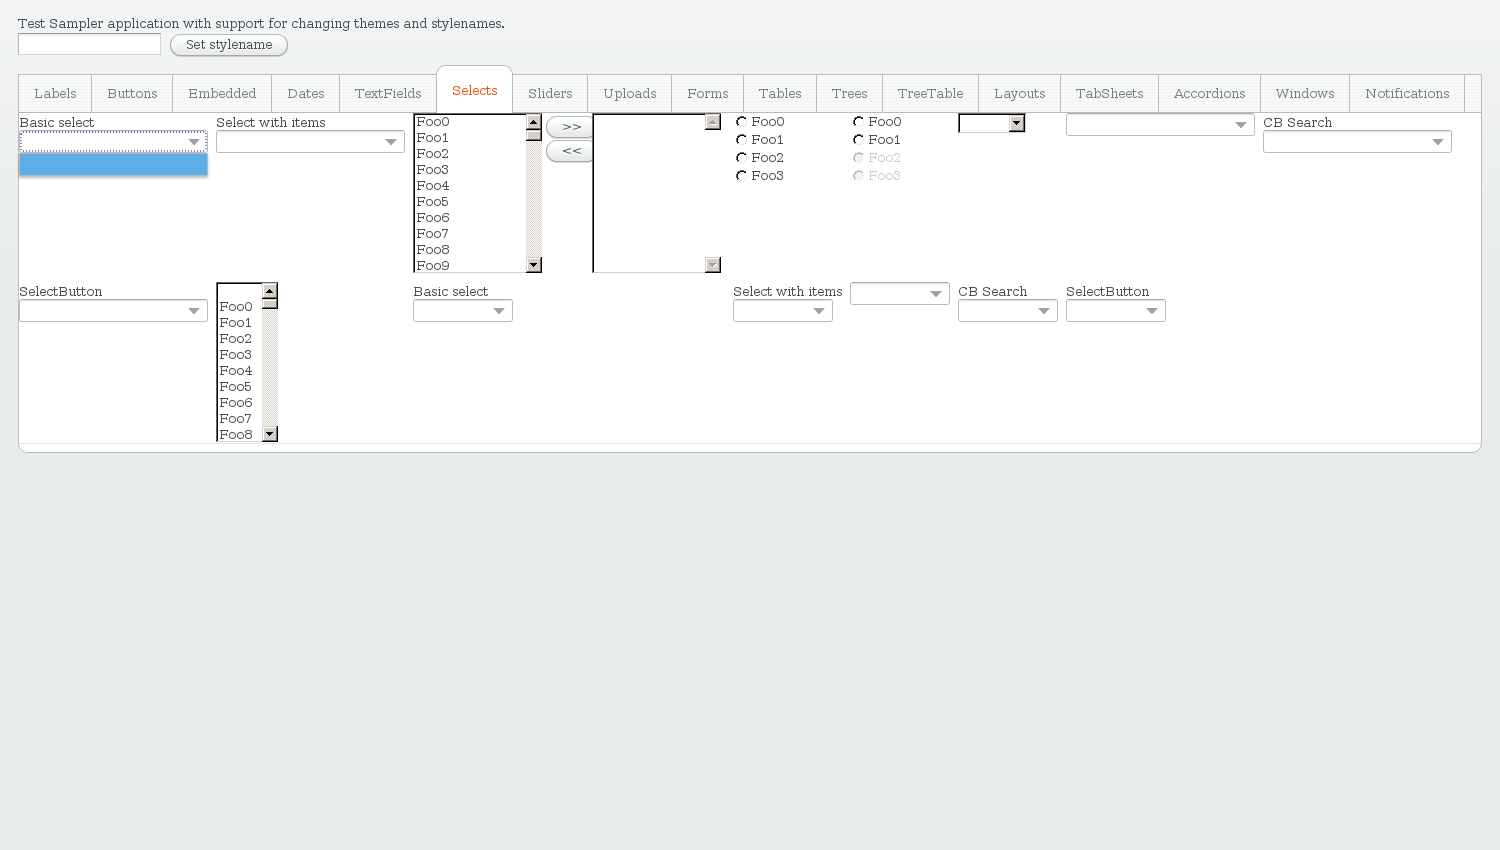 Test Sampler application with support for changing themes and stylenames.
Set stylename
Labels Buttons Embedded Dates TextFields Selects Sliders Uploads Forms Tables Trees TreeTable Layouts TabSheets Accordions Windows Notifications
Basic select
Select with items
Foo0
Foo1
Foo2
Foo3
Foo4
Foo5
Foo6
Foo7
Foo8
Foo9
>>
<<
Foo0
Foo1
Foo2
Foo3
Foo0
Foo1
Foo2
Foo3
CB Search
SelectButton
Foo0
Foo1
Foo2
Foo3
Foo4
Foo5
Foo6
Foo7
Foo8
Basic select
Select with items
CB Search
SelectButton